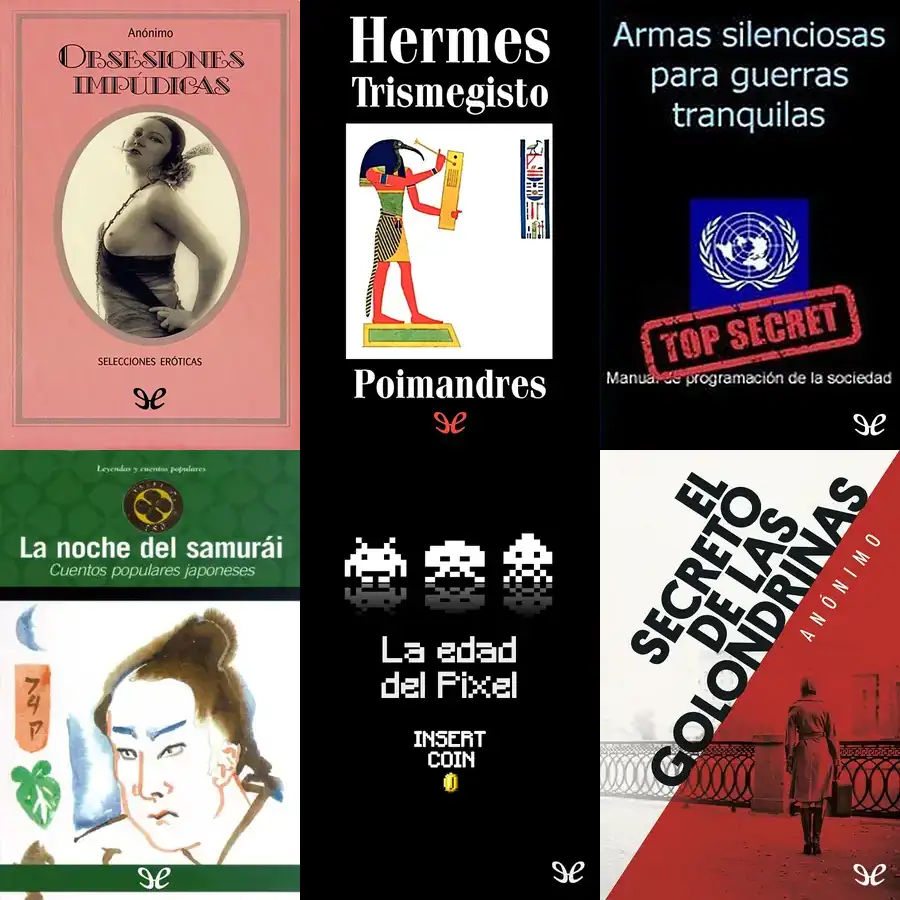 Anónimo
OBSESIONES
IMPÚDICAS
SELECCIONES ERÓTICAS
Hermes
Trismegisto
Poimandres
Armas silenciosas
para guerras
tranquilas
TOP SECRET
Manual de programación de la sociedad
Leyendas y cuentos populares
La noche del samurái
Cuentos populares japoneses
La edad
del Pixel
INSERT
COIN
EL
SECRETO
DE LAS
GOLONDRINAS
ANÓNIMO